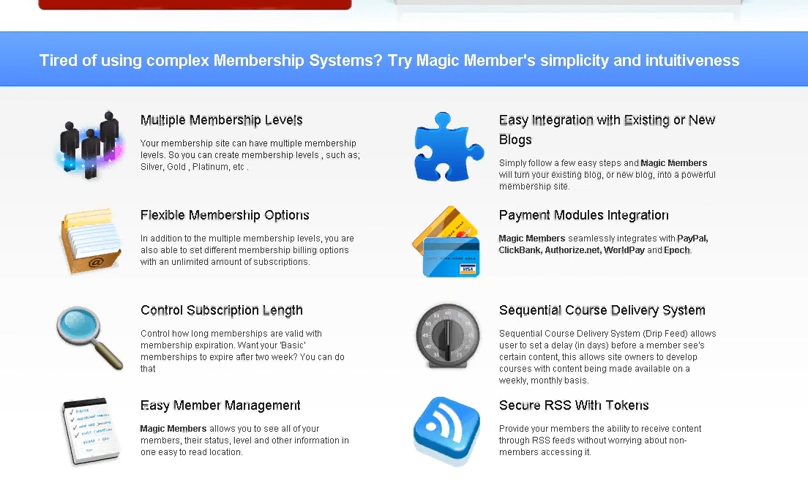 Tired of using complex Membership Systems? Try Magic Member's simplicity and intuitiveness
Multiple Membership Levels
Your membership site can have multiple membership
levels. So you can create membership levels , such as;
Silver, Gold , Platinum, etc .
Easy Integration with Existing or New
Blogs
Simply follow a few easy steps and Magic Members
will turn your existing blog, or new blog, into a powerful
membership site.
Flexible Membership Options
In addition to the multiple membership levels, you are
also able to set different membership billing options
with an unlimited amount of subscriptions.
Payment Modules Integration
Magic Members seamlessly integrates with PayPal,
ClickBank, Authorize.net, WorldPay and Epoch.
VISA
Control Subscription Length
Control how long memberships are valid with
membership expiration. Want your 'Basic'
memberships to expire after two week? You can do
that
Sequential Course Delivery System
Sequential Course Delivery System (Drip Feed) allows
user to set a delay (in days) before a member see's
certain content, this allows site owners to develop
courses with content being made available on a
weekly, monthly basis.
Easy Member Management
Magic Members allows you to see all of your
members, their status, level and other information in
one easy to read location.
Secure RSS With Tokens
Provide your members the ability to receive content
through RSS feeds without worrying about non-
members accessing it.